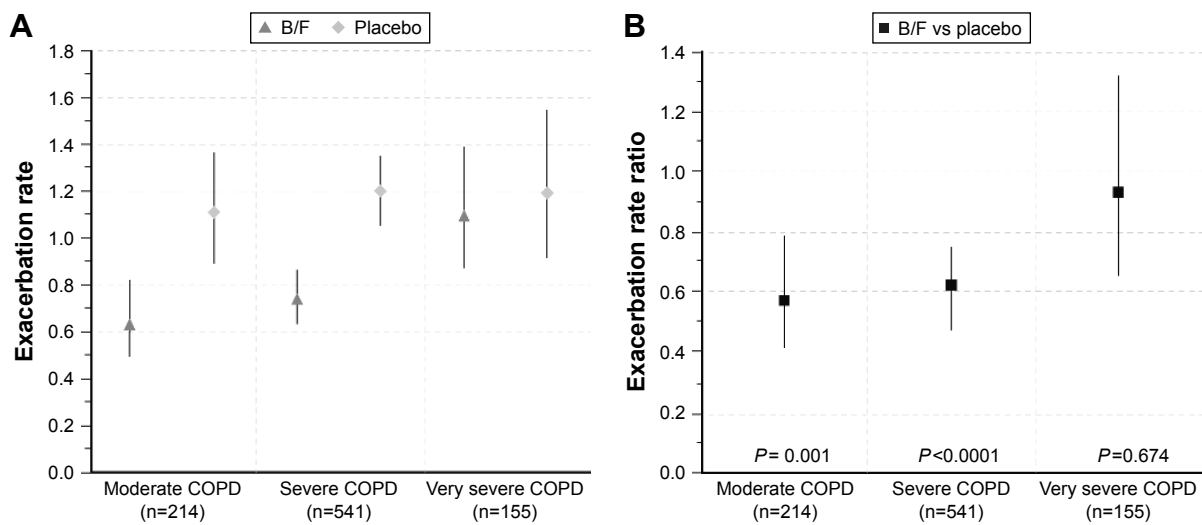 A
B/F Placebo
Exacerbation rate
1.8
1.6
1.4
1.2
1.0
0.8
0.6
0.4
0.2
0.0
Moderate COPD Severe COPD Very severe COPD
(n=214) (n=541) (n=155)
B
B/F vs placebo
Exacerbation rate ratio
1.4
1.2
1.0
0.8
0.6
0.4
0.2
0.0
P= 0.001 P<0.0001 P=0.674
Moderate COPD Severe COPD Very severe COPD
(n=214) (n=541) (n=155)